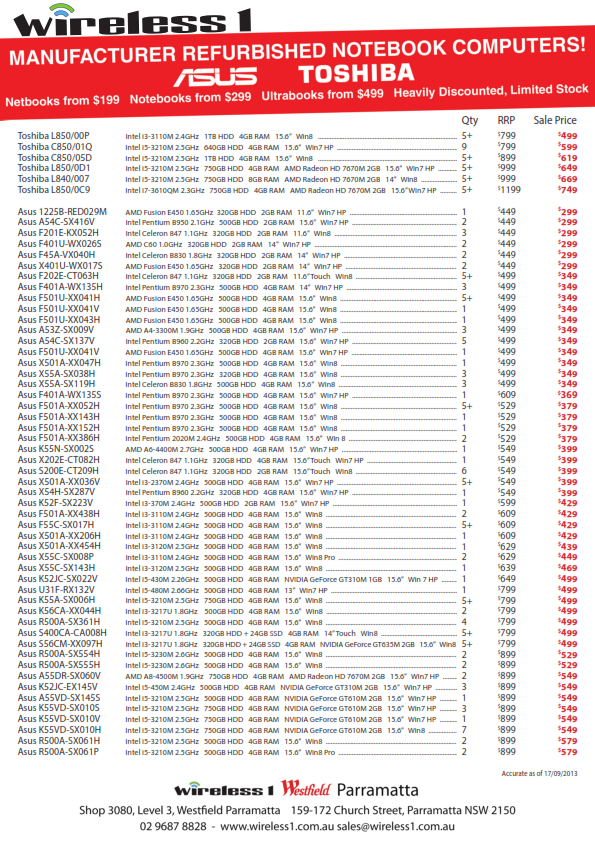 wireless 1
MANUFACTURER REFURBISHED NOTEBOOK COMPUTERS!
ASUS TOSHIBA
Netbooks from $199 Notebooks from $299 Ultrabooks from $499 Heavily Discounted, Limited Stock
Qty RRP Sale Price
Toshiba L850/00P Intel I3-3110M 2.4GHz 1TB HDD 4GB RAM 15.6" Win8 5+ $799 $499
Toshiba C850/01Q Intel I3-3210M 2.5GHz 640GB HDD 4GB RAM 15.6" Win7 HP 9 $799 $599
Toshiba C850/05D Intel I5-3210M 2.5GHz 1TB HDD 4GB RAM 15.6" Win8 5+ $899 $619
Toshiba L850/0D1 Intel I5-3210M 2.5GHz 750GB HDD 4GB RAM AMD Radeon HD 7670M 2GB 15.6" Win7 HP 5+ $999 $649
Toshiba L840/007 Intel I5-3210M 2.5GHz 750GB HDD 8GB RAM AMD Radeon HD 7670M 2GB 14" Win8 5+ $999 $669
Toshiba L850/0C9 Intel I7-3610QM 2.3GHz 750GB HDD 4GB RAM AMD Radeon HD 7670M 2GB 15.6"Win7 HP 5+ $1199 $749
Asus 1225B-RED029M AMD Fusion E450 1.65GHz 320GB HDD 2GB RAM 11.6" Win7 HP 1 $449 $299
Asus A54C-SX416V Intel Pentium B950 2.1GHz 500GB HDD 4GB RAM 15.6" Win7 HP 2 $449 $299
Asus F201E-KX052H Intel Celeron 847 1.1GHz 320GB HDD 2GB RAM 11.6" Win8 3 $449 $299
Asus F401U-WX026S AMD C60 1.0GHz 320GB HDD 2GB RAM 14" Win7 HP 2 $449 $299
Asus F45A-VX040H Intel Celeron B830 1.8GHz 320GB HDD 2GB RAM 14" Win7 HP 2 $449 $299
Asus X401U-WX017S AMD Fusion E450 1.65GHz 320GB HDD 2GB RAM 14" Win7 HP 2 $449 $299
Asus F202E-CT063H Intel Celeron 847 1.1GHz 320GB HDD 2GB RAM 11.6"Touch Win8 5+ $499 $349
Asus F401A-WX135H Intel Pentium B970 2.3GHz 500GB HDD 4GB RAM 14" Win7 HP 3 $499 $349
Asus F501U-XX041H AMD Fusion E450 1.65GHz 500GB HDD 4GB RAM 15.6" Win8 5+ $499 $349
Asus F501U-XX041V AMD Fusion E450 1.65GHz 500GB HDD 4GB RAM 15.6" Win8 1 $499 $349
Asus F501U-XX043H AMD Fusion E450 1.65GHz 500GB HDD 4GB RAM 15.6" Win8 1 $499 $349
Asus A53Z-SX009V AMD A4-3300M 1.9GHz 500GB HDD 4GB RAM 15.6" Win7 HP 3 $499 $349
Asus A54C-SX137V Intel Pentium B960 2.2GHz 320GB HDD 2GB RAM 15.6" Win7 HP 5 $499 $349
Asus F501U-XX041V AMD Fusion E450 1.65GHz 500GB HDD 4GB RAM 15.6" Win7 HP 1 $499 $349
Asus X501A-XX047H Intel Pentium B970 2.3GHz 500GB HDD 4GB RAM 15.6" Win8 1 $499 $349
Asus X55A-SX038H Intel Pentium B970 2.3GHz 500GB HDD 4GB RAM 15.6" Win8 3 $499 $349
Asus X55A-SX119H Intel Celeron B830 1.8GHz 500GB HDD 4GB RAM 15.6" Win8 3 $499 $349
Asus F401A-WX135S Intel Pentium B970 2.3GHz 500GB HDD 4GB RAM 15.6" Win7HP 1 $609 $369
Asus F501A-XX052H Intel Pentium B970 2.3GHz 500GB HDD 4GB RAM 15.6" Win8 5+ $529 $379
Asus F501A-XX143H Intel Pentium B970 2.3GHz 500GB HDD 4GB RAM 15.6" Win8 1 $529 $379
Asus F501A-XX152H Intel Pentium B970 2.3GHz 500GB HDD 4GB RAM 15.6" Win8 1 $529 $379
Asus F501A-XX386H Intel Pentium 2020M 2.4GHz 500GB HDD 4GB RAM 15.6" Win 8 2 $529 $379
Asus K55N-SX002S AMD A6-4400M 2.7GHz 500GB HDD 4GB RAM 15.6" Win7 HP 1 $549 $399
Asus X202E-CT082H Intel Celeron 847 1.1GHz 320GB HDD 4GB RAM 15.6"Touch Win7 HP 1 $549 $399
Asus S200E-CT209H Intel Celeron 847 1.1GHz 320GB HDD 2GB RAM 15.6"Touch Win8 6 $549 $399
Asus X501A-XX036V Intel I3-2370M 2.4GHz 500GB HDD 4GB RAM 15.6" Win7 HP 5+ $549 $399
Asus X54H-SX287V Intel Pentium B960 2.2GHz 320GB HDD 4GB RAM 15.6" Win7 HP 1 $549 $399
Asus K52F-SX223V Intel I3-370M 2.4GHz 500GB HDD 2GB RAM 15.6" Win7 HP 1 $599 $429
Asus F501A-XX438H Intel I3-3110M 2.4GHz 500GB HDD 4GB RAM 15.6" Win8 2 $609 $429
Asus F55C-SX017H Intel I3-3110M 2.4GHz 500GB HDD 4GB RAM 15.6" Win8 5+ $609 $429
Asus X501A-XX206H Intel I3-3110M 2.4GHz 500GB HDD 4GB RAM 15.6" Win8 1 $609 $429
Asus X501A-XX454H Intel I3-3120M 2.5GHz 500GB HDD 4GB RAM 15.6" Win8 1 $629 $439
Asus X55C-SX008P Intel I3-3110M 2.4GHz 500GB HDD 4GB RAM 15.6" Win8 Pro 2 $629 $449
Asus X55C-SX143H Intel I3-3120M 2.5GHz 500GB HDD 4GB RAM 15.6" Win8 1 $639 $469
Asus K52JC-SX022V Intel I5-430M 2.26GHz 500GB HDD 4GB RAM NVIDIA GeForce GT310M 1GB 15.6" Win 7 HP 1 $649 $499
Asus U31F-RX132V Intel I5-480M 2.66GHz 500GB HDD 4GB RAM 13" Win7 HP 1 $799 $499
Asus K55A-SX006H Intel I5-3210M 2.5GHz 750GB HDD 4GB RAM 15.6" Win8 5+ $799 $499
Asus K56CA-XX044H Intel I3-3217U 1.8GHz 500GB HDD 4GB RAM 15.6" Win8 2 $799 $499
Asus R500A-SX361H Intel I5-3210M 2.5GHz 500GB HDD 4GB RAM 15.6" Win8 4 $799 $499
Asus S400CA-CA008H Intel I3-3217U 1.8GHz 320GB HDD + 24GB SSD 4GB RAM 14"Touch Win8 5+ $799 $499
Asus S56CM-XX097H Intel I3-3217U 1.8GHz 320GB HDD + 24GB SSD 4GB RAM NVIDIA GeForce GT635M 2GB 15.6" Win8 5+ $799 $499
Asus R500A-SX554H Intel I5-3230M 2.6GHz 500GB HDD 4GB RAM 15.6" Win8 2 $899 $529
Asus R500A-SX555H Intel I5-3230M 2.6GHz 500GB HDD 4GB RAM 15.6" Win8 2 $899 $529
Asus A55DR-SX060V AMD A8-4500M 1.9GHz 750GB HDD 4GB RAM AMD Radeon HD 7670M 2GB 15.6" Win7 HP 2 $899 $549
Asus K52JC-EX145V Intel I5-450M 2.4GHz 500GB HDD 4GB RAM NVIDIA GeForce GT310M 2GB 15.6" Win7 HP 3 $899 $549
Asus A55VD-SX145S Intel I5-3210M 2.5GHz 500GB HDD 4GB RAM NVIDIA GeForce GT610M 2GB 15.6" Win7 HP 1 $899 $549
Asus K55VD-SX010S Intel I5-3210M 2.5GHz 750GB HDD 4GB RAM NVIDIA GeForce GT610M 2GB 15.6" Win7 HP 3 $899 $549
Asus K55VD-SX010V Intel I5-3210M 2.5GHz 750GB HDD 4GB RAM NVIDIA GeForce GT610M 2GB 15.6" Win7 HP 1 $899 $549
Asus K55VD-SX010H Intel I5-3210M 2.5GHz 750GB HDD 4GB RAM NVIDIA GeForce GT610M 2GB 15.6" Win8 7 $899 $549
Asus R500A-SX061H Intel I5-3210M 2.5GHz 500GB HDD 4GB RAM 15.6" Win8 2 $899 $579
Asus R500A-SX061P Intel I5-3210M 2.5GHz 500GB HDD 4GB RAM 15.6" Win8 Pro 2 $899 $579
Accurate as of 17/09/2013
wireless 1 Westfield Parramatta
Shop 3080, Level 3, Westfield Parramatta 159-172 Church Street, Parramatta NSW 2150
02 9687 8828 - www.wireless1.com.au sales@wireless1.com.au